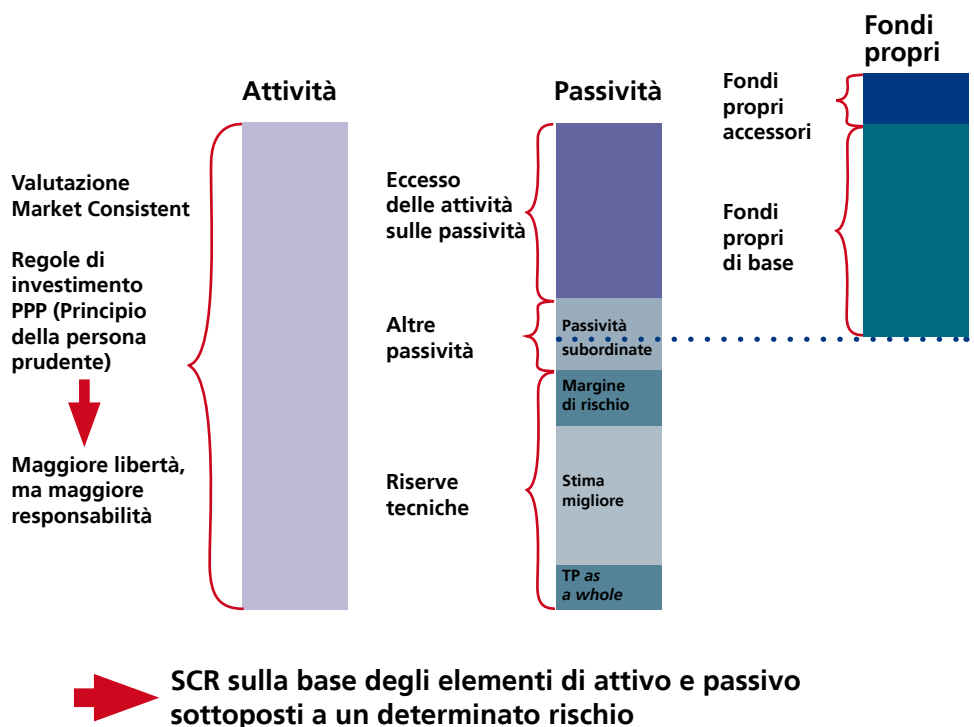 Attività
Valutazione
Market Consistent
Regole di
investimento
PPP (Principio
della persona
prudente)
Maggiore libertà,
ma maggiore
responsabilità
Passività
Eccesso
delle attività
sulle passività
Altre
passività
Riserve
tecniche
Passività
subordinate
Margine
di rischio
Stima
migliore
TP as
a whole
Fondi
propri
Fondi
propri
accessori
Fondi
propri
di base
SCR sulla base degli elementi di attivo e passivo
sottoposti a un determinato rischio